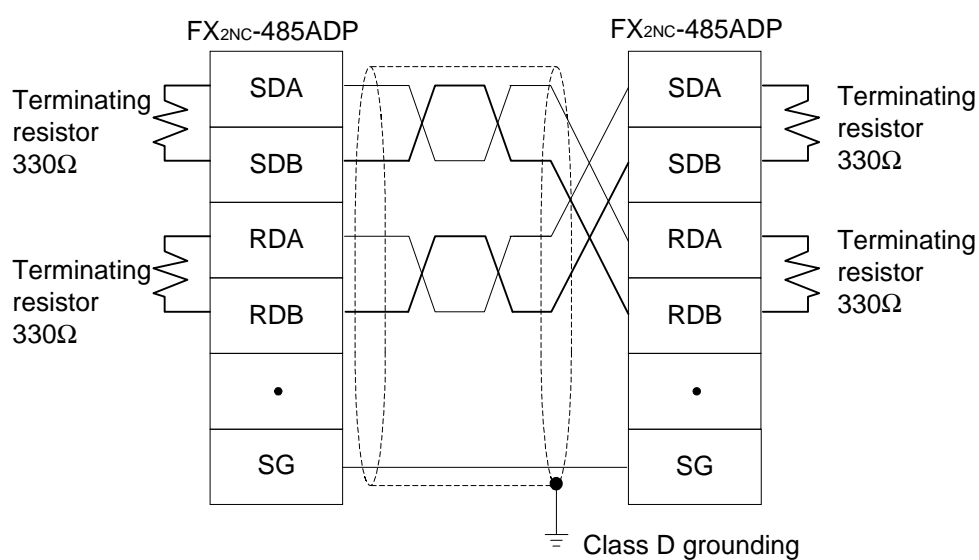 FX2NC-485ADP
FX2NC-485ADP
Terminating
resistor
330Ω
SDA
SDB
RDA
RDB
SG
Terminating
resistor
330Ω
SDA
SDB
RDA
RDB
SG
Terminating
resistor
330Ω
Terminating
resistor
330Ω
Class D grounding